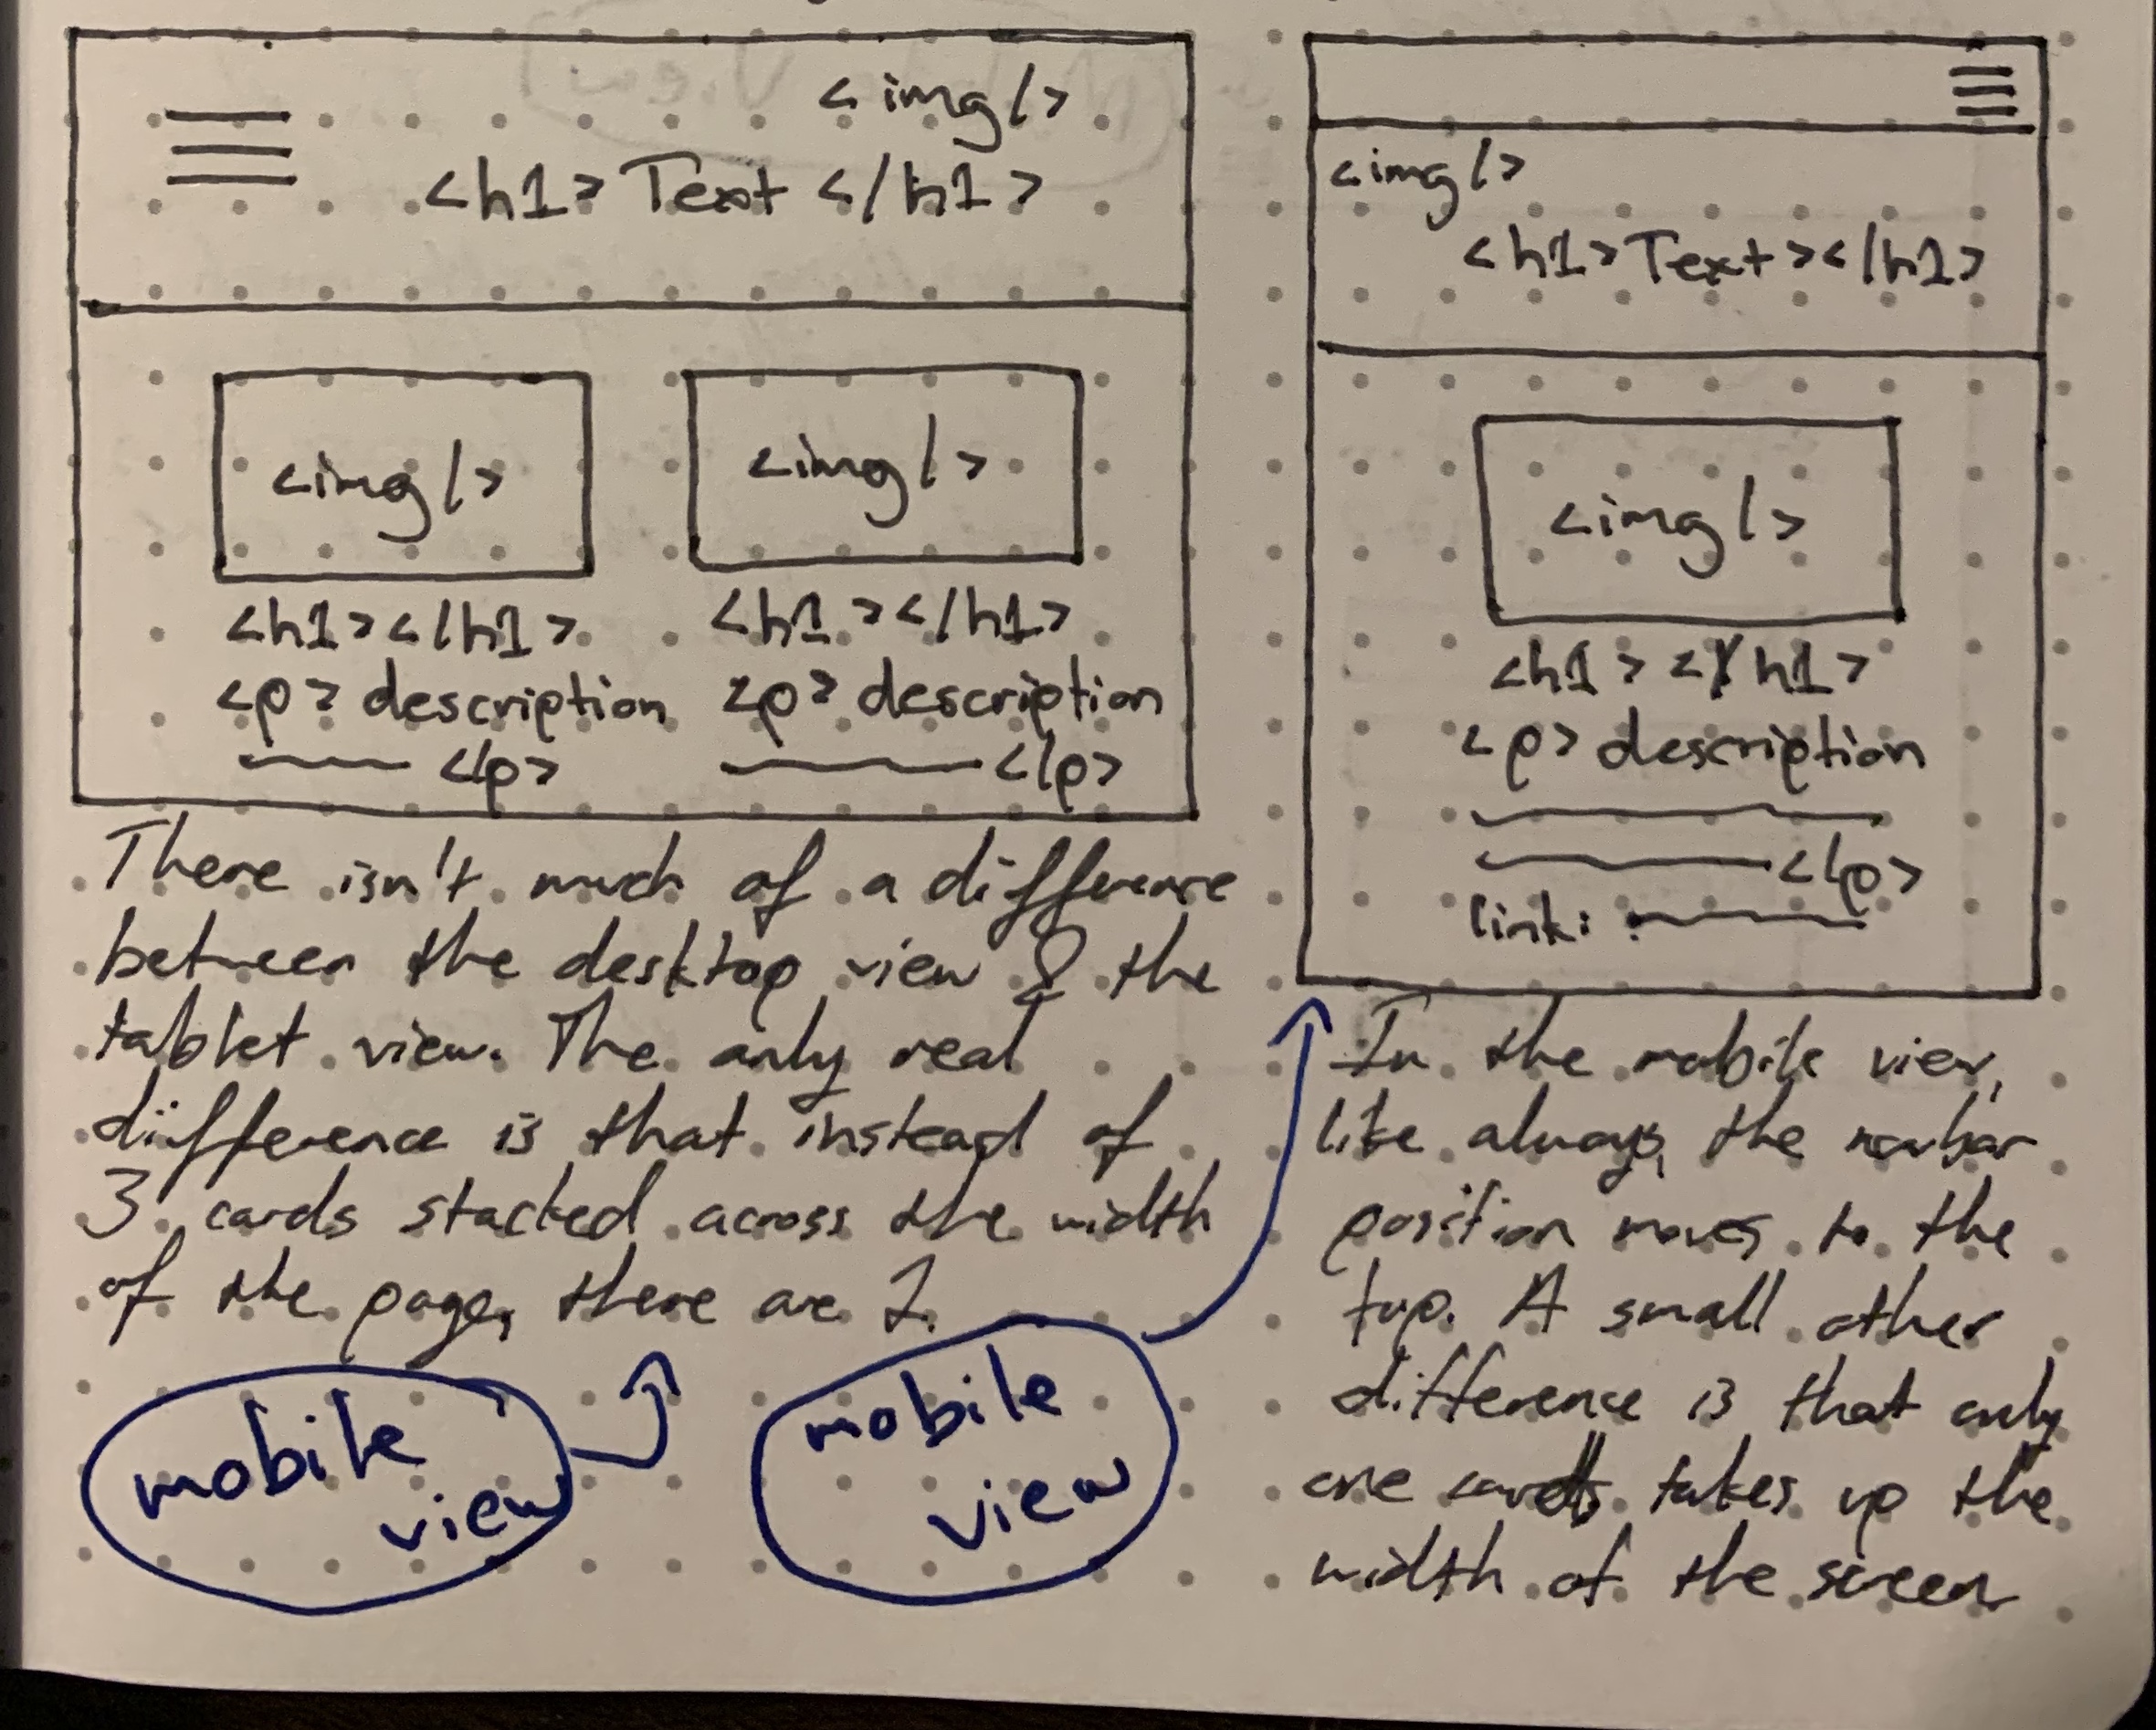 <img/>
<h1>Text</h1>
<img/>
<img/>
<h1></h1>
<h1></h1>
<p> description
<p> description
</p>
</p>
There isn't much of a difference
between the desktop view & the
tablet view. The only real
difference is that instead of
3 cards stacked across the width
of the page, there are 2.
mobile
view
mobile
view
<img/>
<h1>Text></h1>
<img/>
<h1></h1>
<p> description
</p>
link:
In the mobile view,
like always, the navbar
position moves to the
top. A small other
difference is that only
one card takes up the
width of the screen